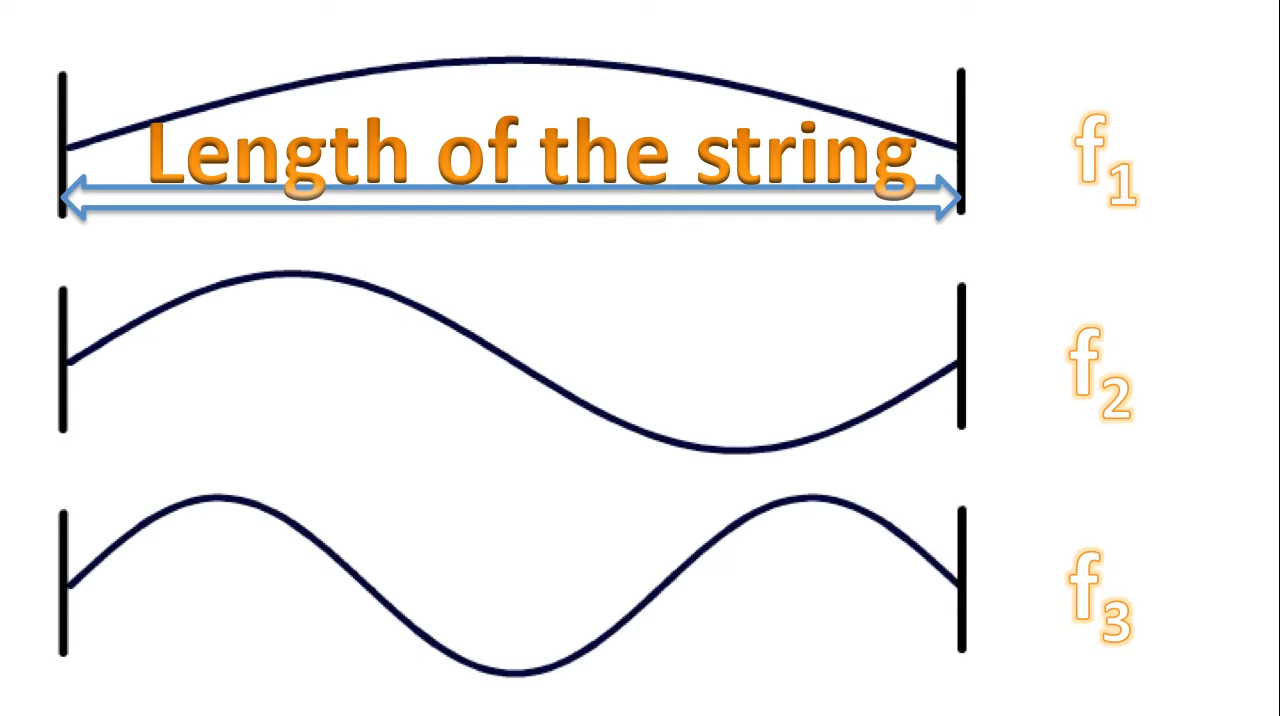 Length of the string
f₁
f₂
f₃